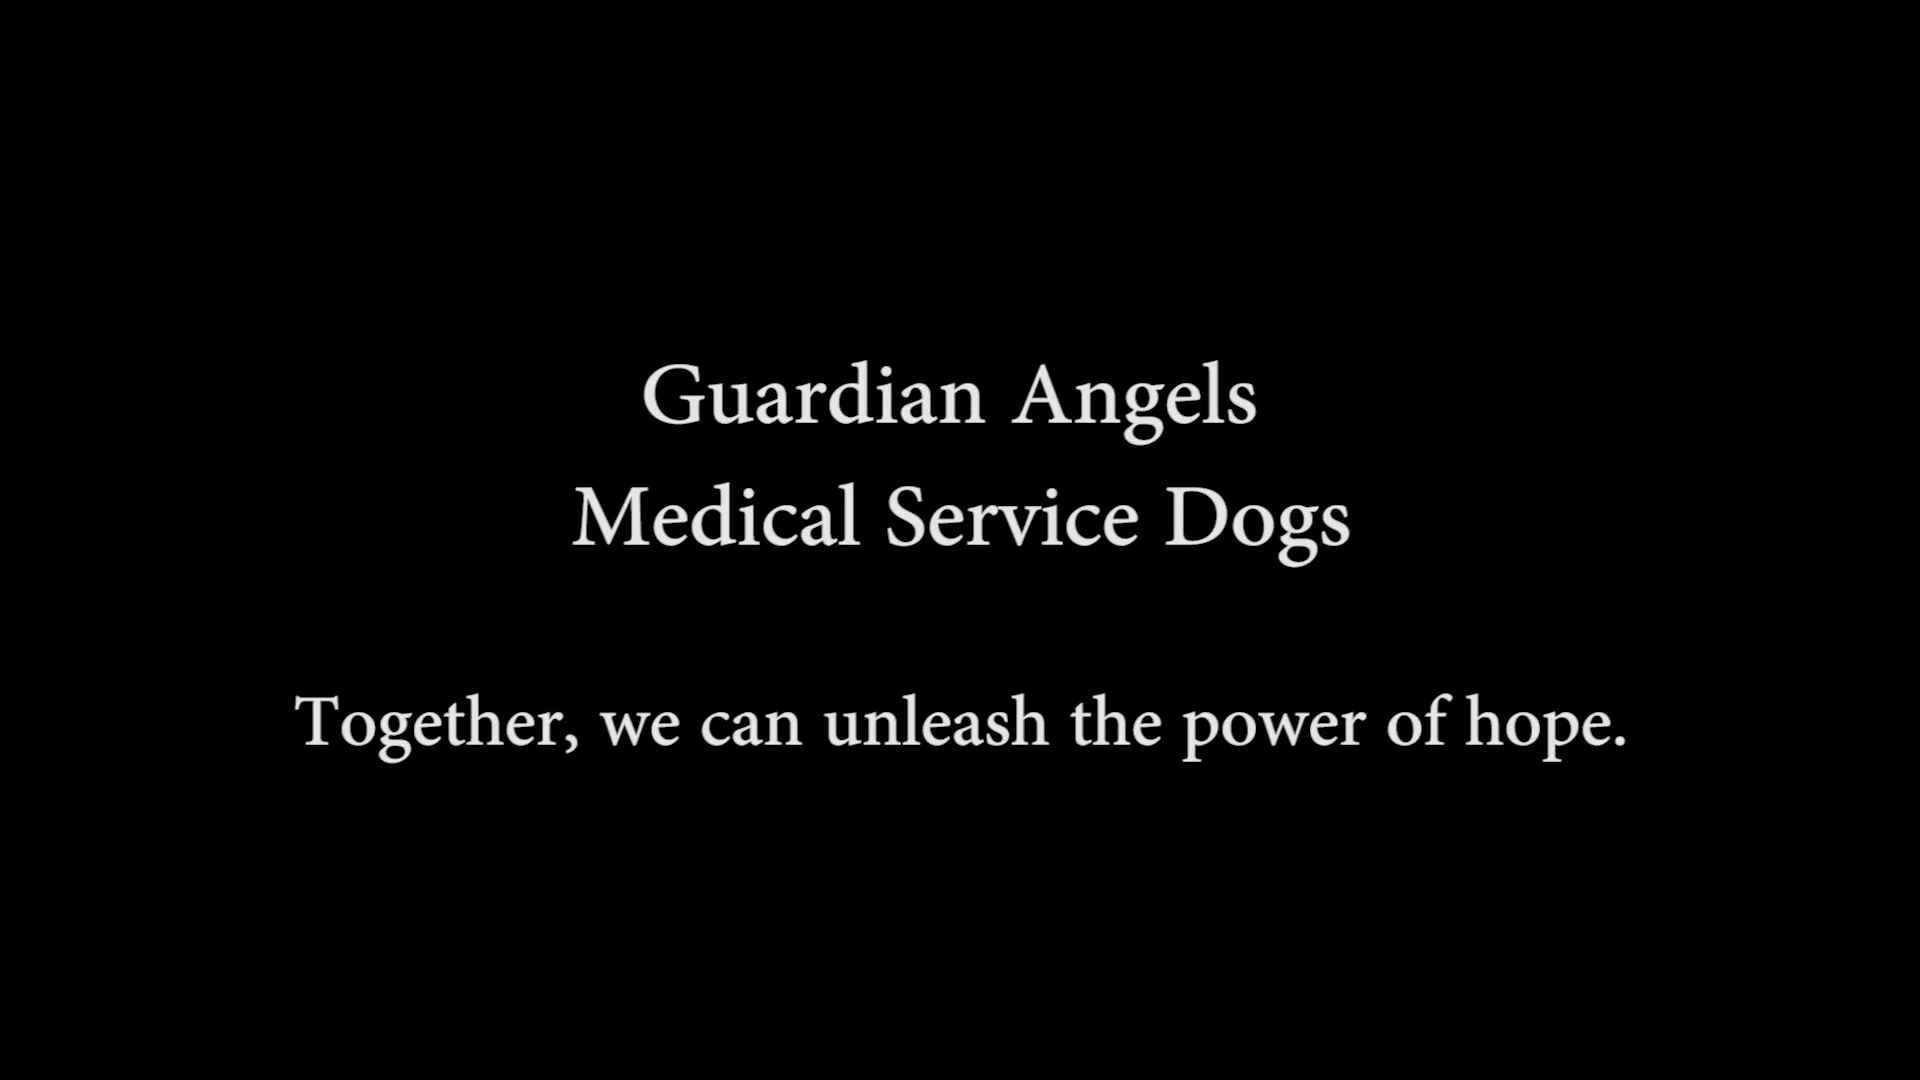 Guardian Angels
Medical Service Dogs
Together, we can unleash the power of hope.